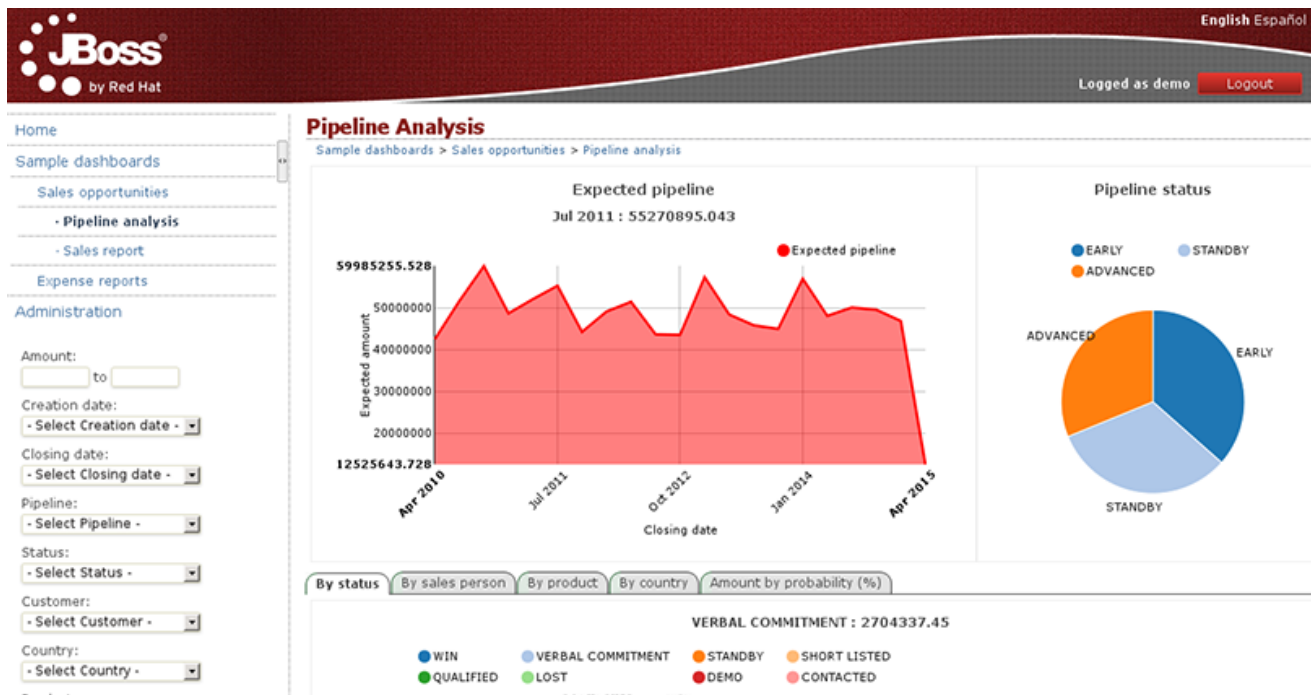 English Español
JBoss®
by Red Hat
Logged as demo Logout
Home
Sample dashboards
Sales opportunities
· Pipeline analysis
· Sales report
Expense reports
Administration
Amount:
to
Creation date:
- Select Creation date -
Closing date:
- Select Closing date -
Pipeline:
- Select Pipeline -
Status:
- Select Status -
Customer:
- Select Customer -
Country:
- Select Country -
Pipeline Analysis
Sample dashboards > Sales opportunities > Pipeline analysis
Expected pipeline
Jul 2011 : 55270895.043
Expected pipeline
59985255.528
50000000
40000000
30000000
20000000
12525643.728
Expected amount
Apr 2010
Jul 2011
Oct 2012
Jan 2014
Apr 2015
Closing date
Pipeline status
EARLY STANDBY
ADVANCED
ADVANCED
EARLY
STANDBY
By status By sales person By product By country Amount by probability (%)
VERBAL COMMITMENT : 2704337.45
WIN VERBAL COMMITMENT STANDBY SHORT LISTED
QUALIFIED LOST DEMO CONTACTED